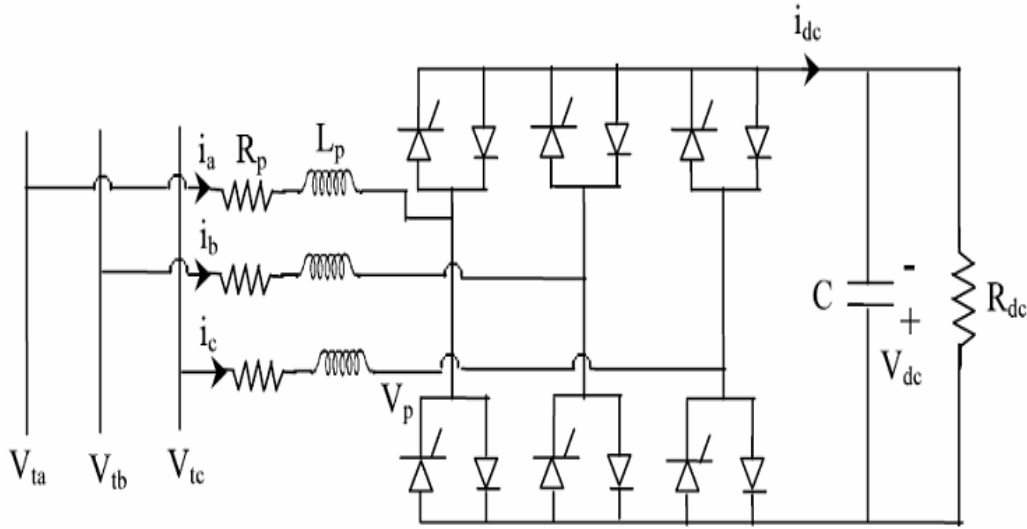 i_dc
i_a
R_p
L_p
i_b
C
-
+
R_dc
V_dc
i_c
V_p
V_ta
V_tb
V_tc